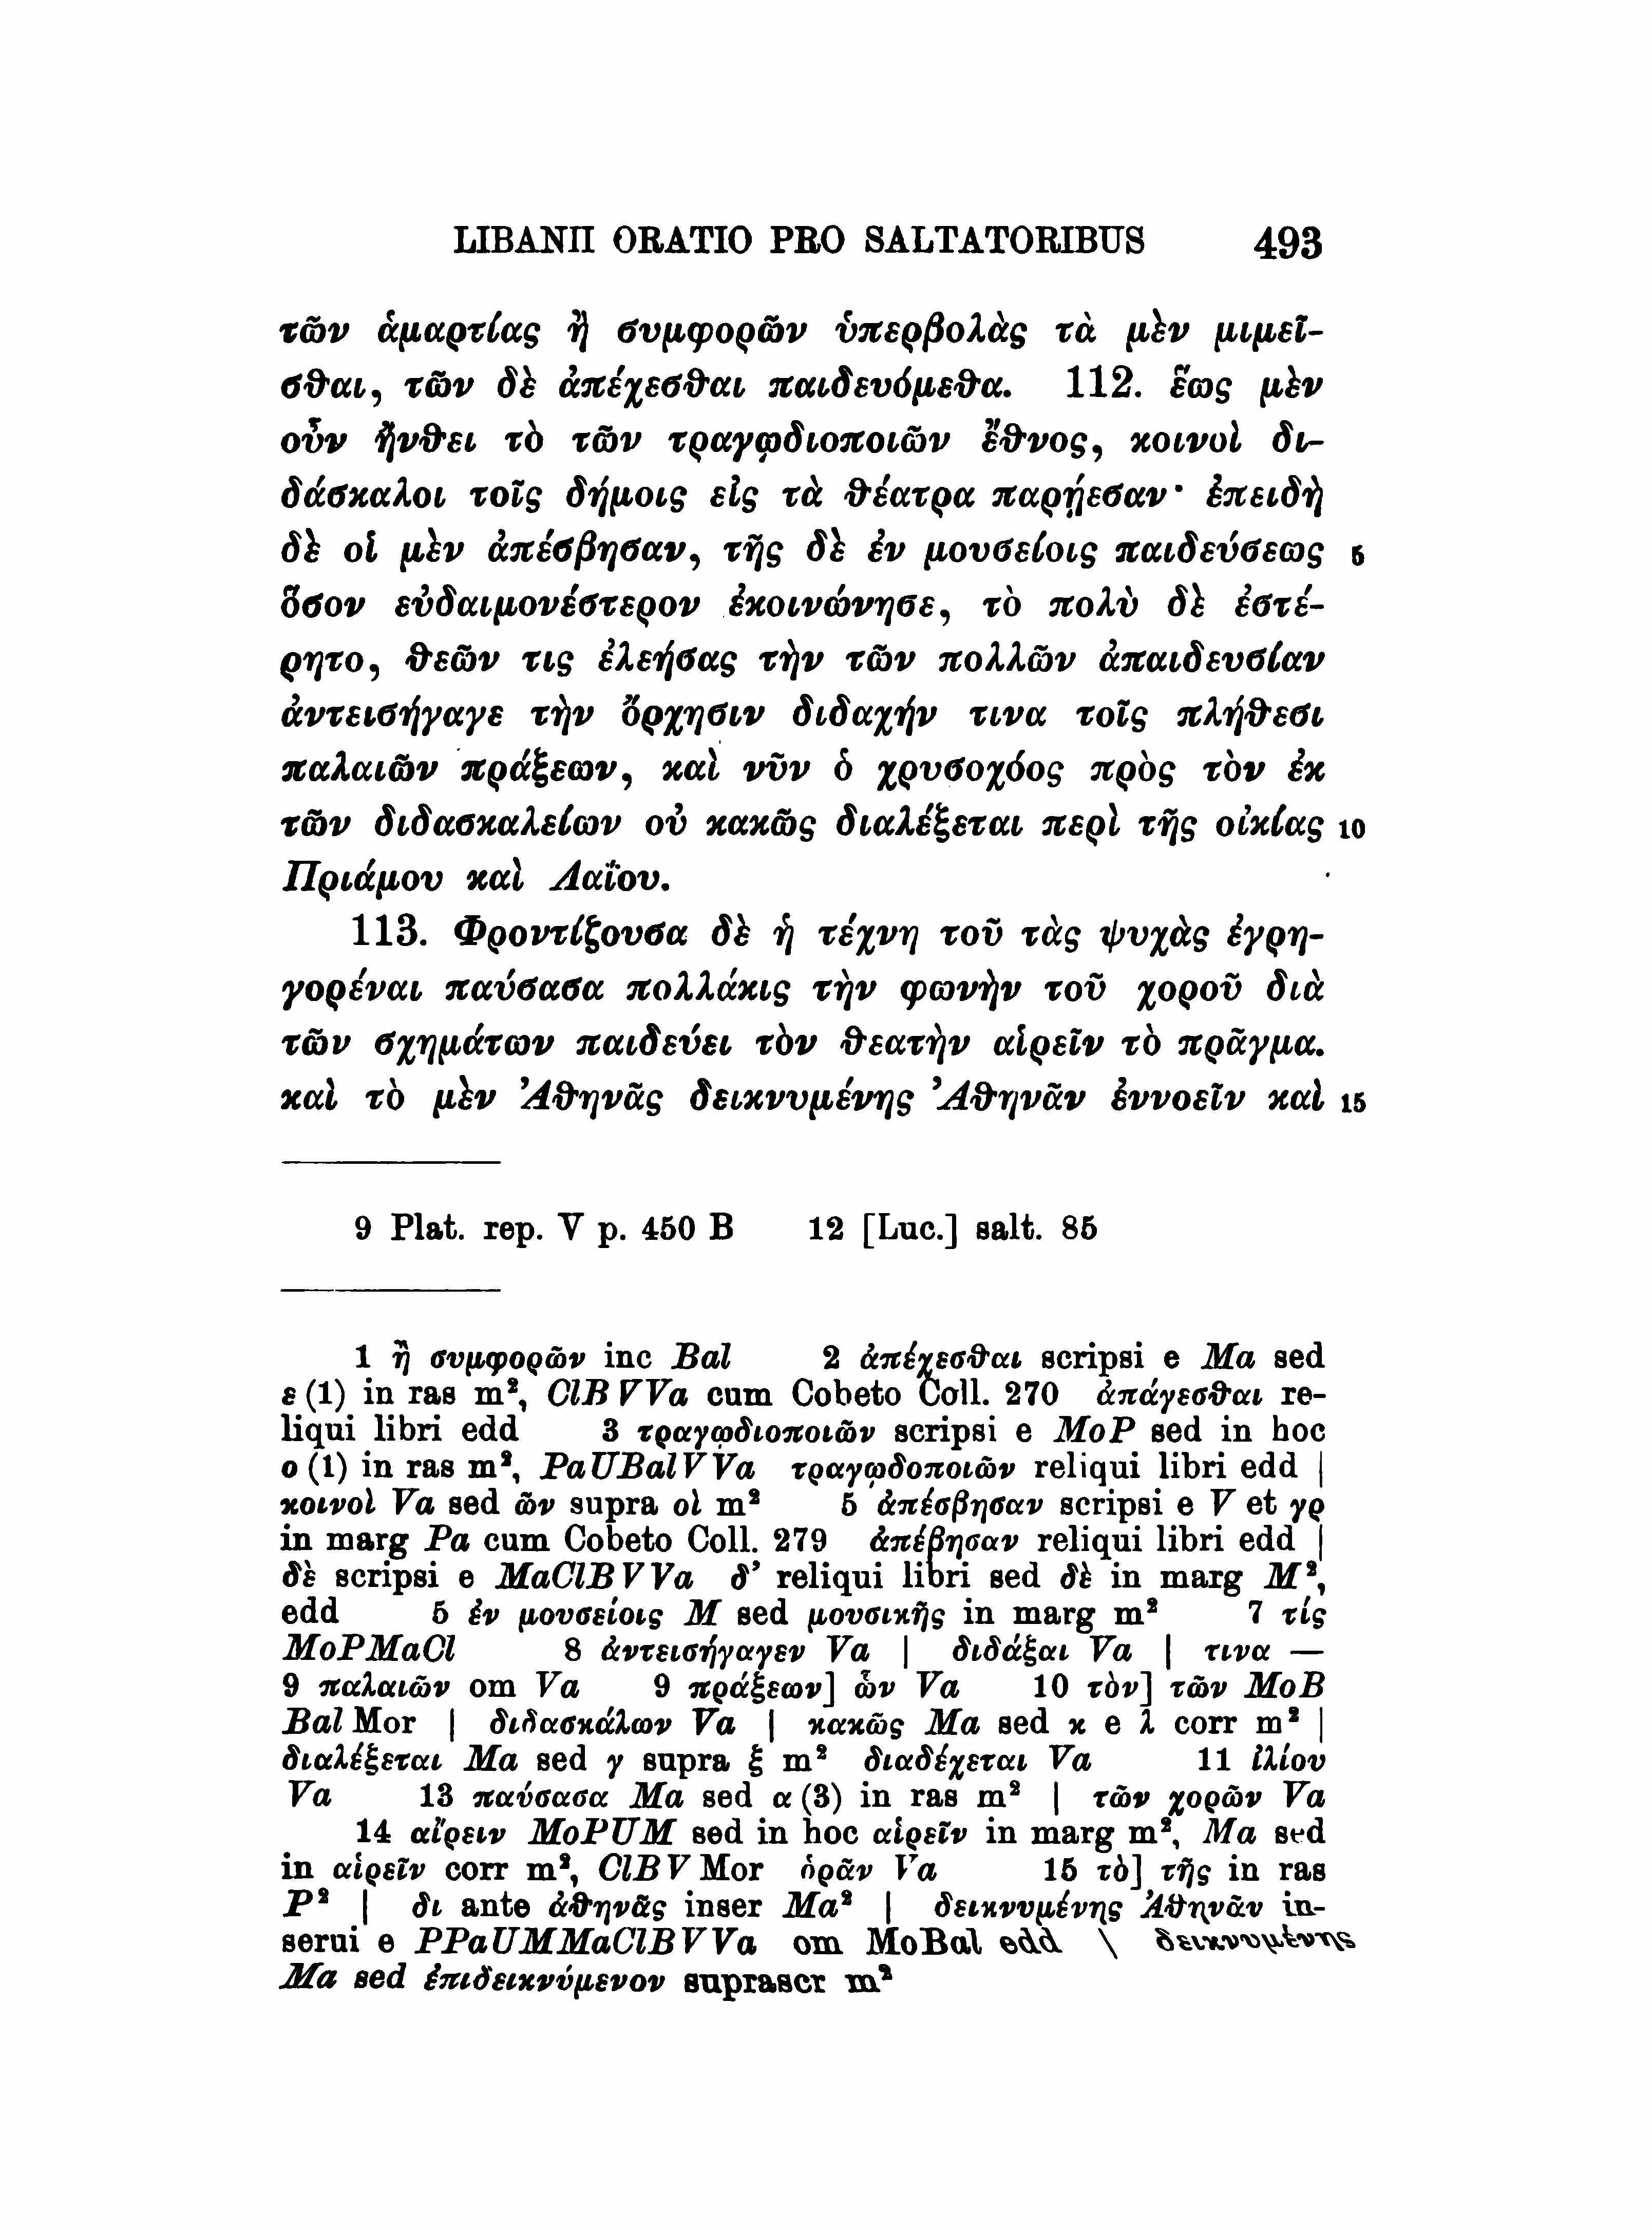 LIBANII ORATIO PRO SALTATORIBUS 493
τῶν ἁμαρτίας ἢ συμφορῶν ὑπερβολὰς τὰ μὲν μιμεῖ-
σθαι, τῶν δὲ ἀπέχεσθαι παιδευόμεθα. 112. ἕως μὲν
οὖν ἤνθει τὸ τῶν τραγῳδιοποιῶν ἔθνος, κοινοὶ δι-
δάσκαλοι τοῖς δήμοις εἰς τὰ θέατρα παρῄεσαν· ἐπειδὴ
δὲ οἱ μὲν ἀπέσβησαν, τῆς δὲ ἐν μουσείοις παιδεύσεως 5
ὅσον εὐδαιμονέστερον ἐκοινώνησε, τὸ πολὺ δὲ ἐστέ-
ρητο, θεῶν τις ἐλεήσας τὴν τῶν πολλῶν ἀπαιδευσίαν
ἀντεισήγαγε τὴν ὄρχησιν διδαχήν τινα τοῖς πλήθεσι
παλαιῶν πράξεων, καὶ νῦν ὁ χρυσοχόος πρὸς τὸν ἐκ
τῶν διδασκαλείων οὐ κακῶς διαλέξεται περὶ τῆς οἰκίας 10
Πριάμου καὶ Λαΐου.
113. Φροντίζουσα δὲ ἡ τέχνη τοῦ τὰς ψυχὰς ἐγρη-
γορέναι παύσασα πολλάκις τὴν φωνὴν τοῦ χοροῦ διὰ
τῶν σχημάτων παιδεύει τὸν θεατὴν αἱρεῖν τὸ πρᾶγμα.
καὶ τὸ μὲν Ἀθηνᾶς δεικνυμένης Ἀθηνᾶν ἐννοεῖν καὶ 15
9 Plat. rep. V p. 450 B 12 [Luc.] salt. 85
1 ἢ συμφορῶν inc Bal 2 ἀπέχεσθαι scripsi e Ma sed
ε (1) in ras m², ClBVVa cum Cobeto Coll. 270 ἀπάγεσθαι re-
liqui libri edd 3 τραγῳδιοποιῶν scripsi e MoP sed in hoc
ο (1) in ras m², PaUBalVVa τραγῳδοποιῶν reliqui libri edd |
κοινοὶ Va sed ῶν supra οὶ m² 5 ἀπέσβησαν scripsi e V et γρ
in marg Pa cum Cobeto Coll. 279 ἀπέβησαν reliqui libri edd |
δὲ scripsi e MaClBVVa δ’ reliqui libri sed δὲ in marg M²,
edd 5 ἐν μουσείοις M sed μουσικῆς in marg m² 7 τίς
MoPMaCl 8 ἀντεισήγαγεν Va | διδάξαι Va | τινα —
9 παλαιῶν om Va 9 πράξεων] ὧν Va 10 τὸν] τῶν MoB
Bal Mor | διδασκάλων Va | κακῶς Ma sed κ e λ corr m² |
διαλέξεται Ma sed γ supra ξ m² διαδέχεται Va 11 ἰλίου
Va 13 παύσασα Ma sed α (3) in ras m² | τῶν χορῶν Va
14 αἴρειν MoPUM sed in hoc αἱρεῖν in marg m², Ma sed
in αἱρεῖν corr m², ClBV Mor ὁρᾶν Va 15 τὸ] τῆς in ras
P² | δι ante ἀθηνᾶς inser Ma² | δεικνυμένης Ἀθηνᾶν in-
serui e PPaUMMaClBVVa om MoBal edd \ δεικνυμένης
Ma sed ἐπιδεικνύμενον suprascr m²